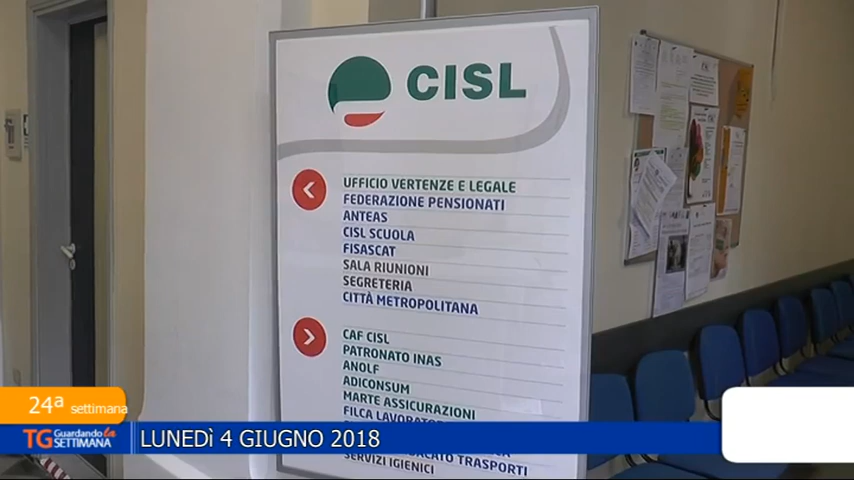 CISL
UFFICIO VERTENZE E LEGALE
FEDERAZIONE PENSIONATI
ANTEAS
CISL SCUOLA
FISASCAT
SALA RIUNIONI
SEGRETERIA
CITTÀ METROPOLITANA
CAF CISL
PATRONATO INAS
ANOLF
ADICONSUM
MARTE ASSICURAZIONI
FILCA
TRASPORTI
SERVIZI IGIENICI
24ª settimana
TG Guardando la SETTIMANA
LUNEDì 4 GIUGNO 2018